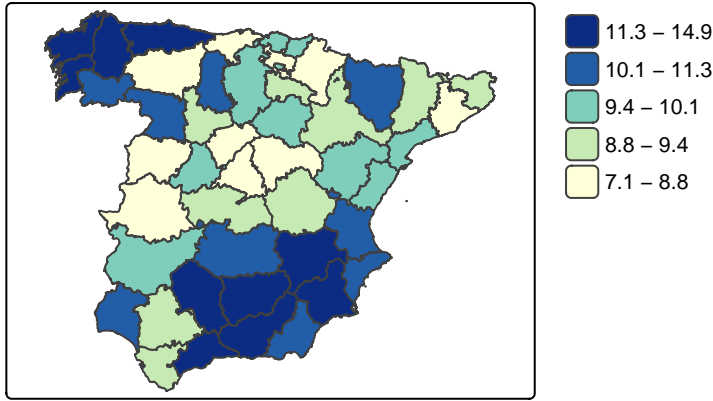 11.3 – 14.9
10.1 – 11.3
9.4 – 10.1
8.8 – 9.4
7.1 – 8.8